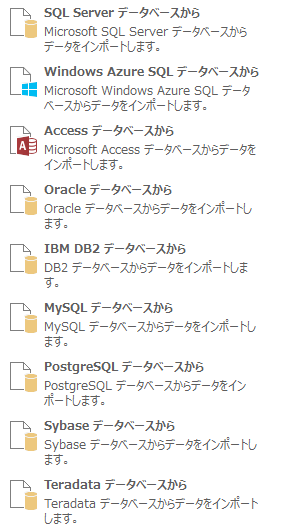 SQL Server データベースから
Microsoft SQL Server データベースから
データをインポートします。
Windows Azure SQL データベースから
Microsoft Windows Azure SQL データ
ベースからデータをインポートします。
Access データベースから
Microsoft Access データベースからデータを
インポートします。
Oracle データベースから
Oracle データベースからデータをインポートし
ます。
IBM DB2 データベースから
DB2 データベースからデータをインポートしま
す。
MySQL データベースから
MySQL データベースからデータをインポートし
ます。
PostgreSQL データベースから
PostgreSQL データベースからデータをイン
ポートします。
Sybase データベースから
Sybase データベースからデータをインポートし
ます。
Teradata データベースから
Teradata データベースからデータをインポート
します。